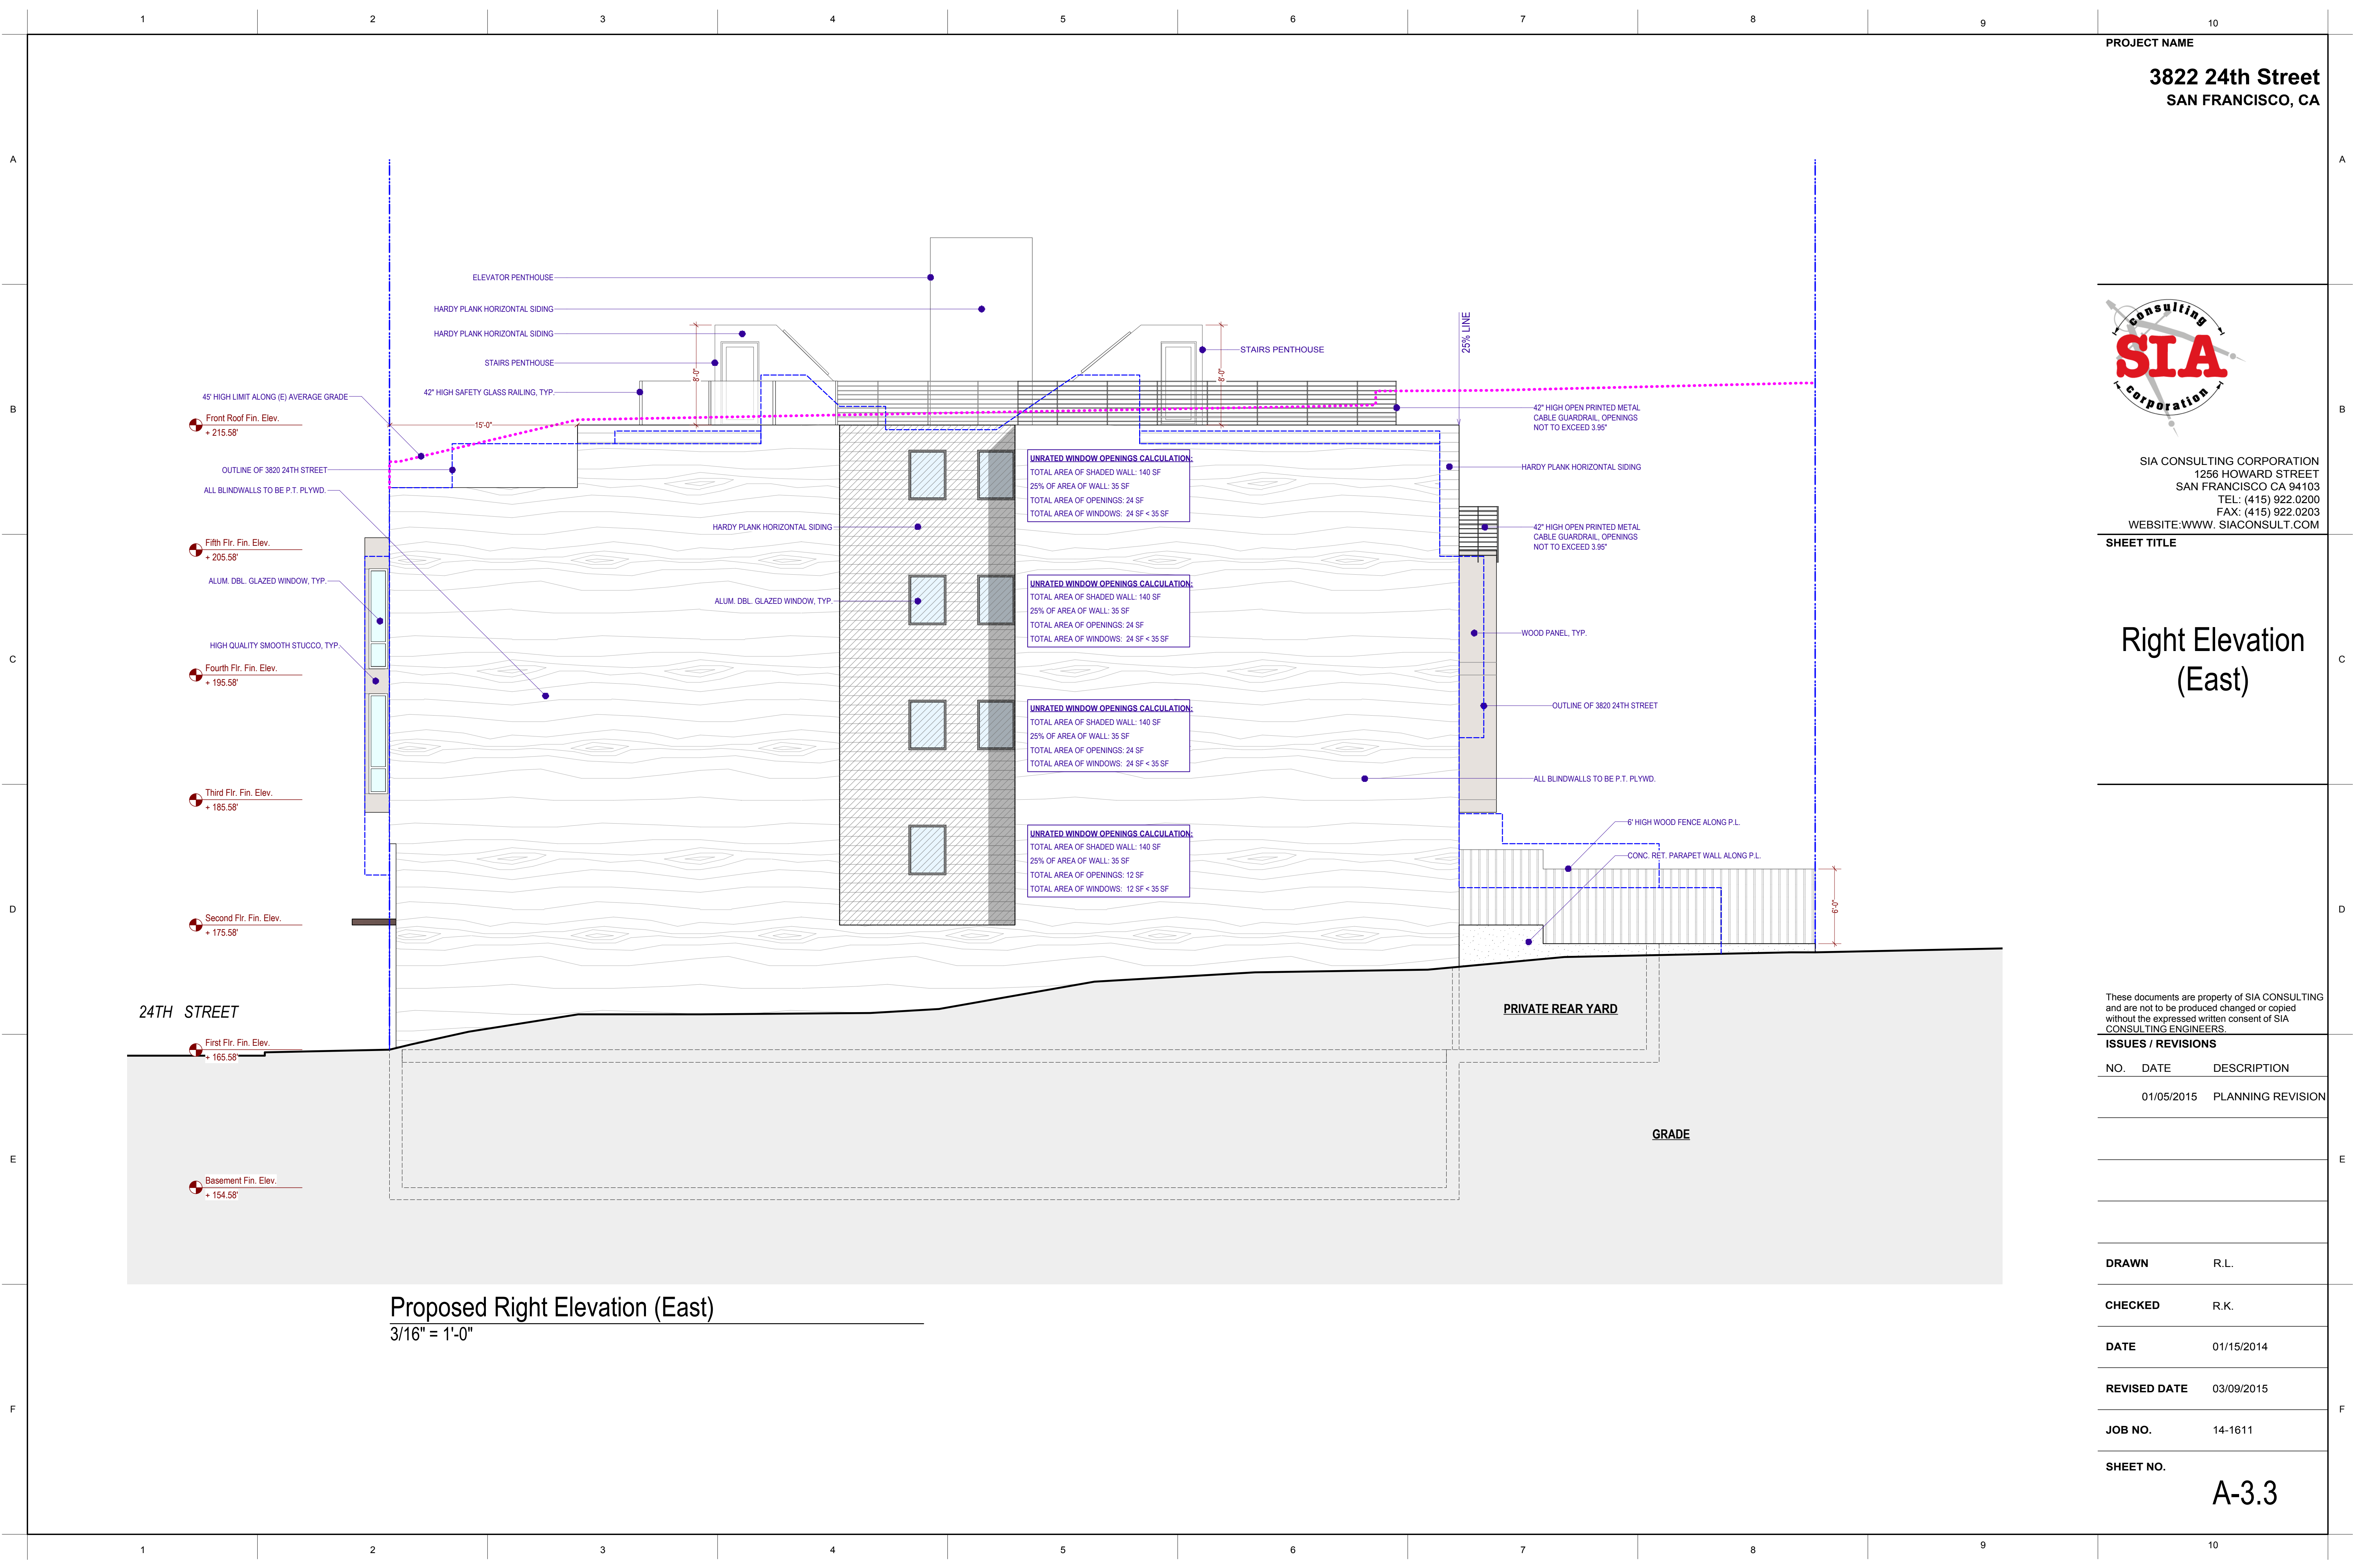 1 2 3 4 5 6 7 8 9 10
A
B
C
D
E
F
A
B
C
D
E
F
ELEVATOR PENTHOUSE
HARDY PLANK HORIZONTAL SIDING
HARDY PLANK HORIZONTAL SIDING
STAIRS PENTHOUSE
42" HIGH SAFETY GLASS RAILING, TYP.
8'-0"
8'-0"
STAIRS PENTHOUSE
25% LINE
45' HIGH LIMIT ALONG (E) AVERAGE GRADE
Front Roof Fin. Elev.
+ 215.58'
15'-0"
OUTLINE OF 3820 24TH STREET
ALL BLINDWALLS TO BE P.T. PLYWD.
Fifth Flr. Fin. Elev.
+ 205.58'
ALUM. DBL. GLAZED WINDOW, TYP.
HIGH QUALITY SMOOTH STUCCO, TYP.
Fourth Flr. Fin. Elev.
+ 195.58'
Third Flr. Fin. Elev.
+ 185.58'
Second Flr. Fin. Elev.
+ 175.58'
24TH STREET
First Flr. Fin. Elev.
+ 165.58'
Basement Fin. Elev.
+ 154.58'
HARDY PLANK HORIZONTAL SIDING
ALUM. DBL. GLAZED WINDOW, TYP.
UNRATED WINDOW OPENINGS CALCULATION:
TOTAL AREA OF SHADED WALL: 140 SF
25% OF AREA OF WALL: 35 SF
TOTAL AREA OF OPENINGS: 24 SF
TOTAL AREA OF WINDOWS: 24 SF < 35 SF
UNRATED WINDOW OPENINGS CALCULATION:
TOTAL AREA OF SHADED WALL: 140 SF
25% OF AREA OF WALL: 35 SF
TOTAL AREA OF OPENINGS: 24 SF
TOTAL AREA OF WINDOWS: 24 SF < 35 SF
UNRATED WINDOW OPENINGS CALCULATION:
TOTAL AREA OF SHADED WALL: 140 SF
25% OF AREA OF WALL: 35 SF
TOTAL AREA OF OPENINGS: 24 SF
TOTAL AREA OF WINDOWS: 24 SF < 35 SF
UNRATED WINDOW OPENINGS CALCULATION:
TOTAL AREA OF SHADED WALL: 140 SF
25% OF AREA OF WALL: 35 SF
TOTAL AREA OF OPENINGS: 12 SF
TOTAL AREA OF WINDOWS: 12 SF < 35 SF
42" HIGH OPEN PRINTED METAL
CABLE GUARDRAIL, OPENINGS
NOT TO EXCEED 3.95"
HARDY PLANK HORIZONTAL SIDING
42" HIGH OPEN PRINTED METAL
CABLE GUARDRAIL, OPENINGS
NOT TO EXCEED 3.95"
WOOD PANEL, TYP.
OUTLINE OF 3820 24TH STREET
ALL BLINDWALLS TO BE P.T. PLYWD.
6' HIGH WOOD FENCE ALONG P.L.
CONC. RET. PARAPET WALL ALONG P.L.
6'-0"
PRIVATE REAR YARD
GRADE
Proposed Right Elevation (East)
3/16" = 1'-0"
PROJECT NAME
3822 24th Street
SAN FRANCISCO, CA
consulting
SIA
corporation
SIA CONSULTING CORPORATION
1256 HOWARD STREET
SAN FRANCISCO CA 94103
TEL: (415) 922.0200
FAX: (415) 922.0203
WEBSITE:WWW. SIACONSULT.COM
SHEET TITLE
Right Elevation
(East)
These documents are property of SIA CONSULTING
and are not to be produced changed or copied
without the expressed written consent of SIA
CONSULTING ENGINEERS.
ISSUES / REVISIONS
NO. DATE DESCRIPTION
01/05/2015 PLANNING REVISION
DRAWN R.L.
CHECKED R.K.
DATE 01/15/2014
REVISED DATE 03/09/2015
JOB NO. 14-1611
SHEET NO.
A-3.3
1 2 3 4 5 6 7 8 9 10